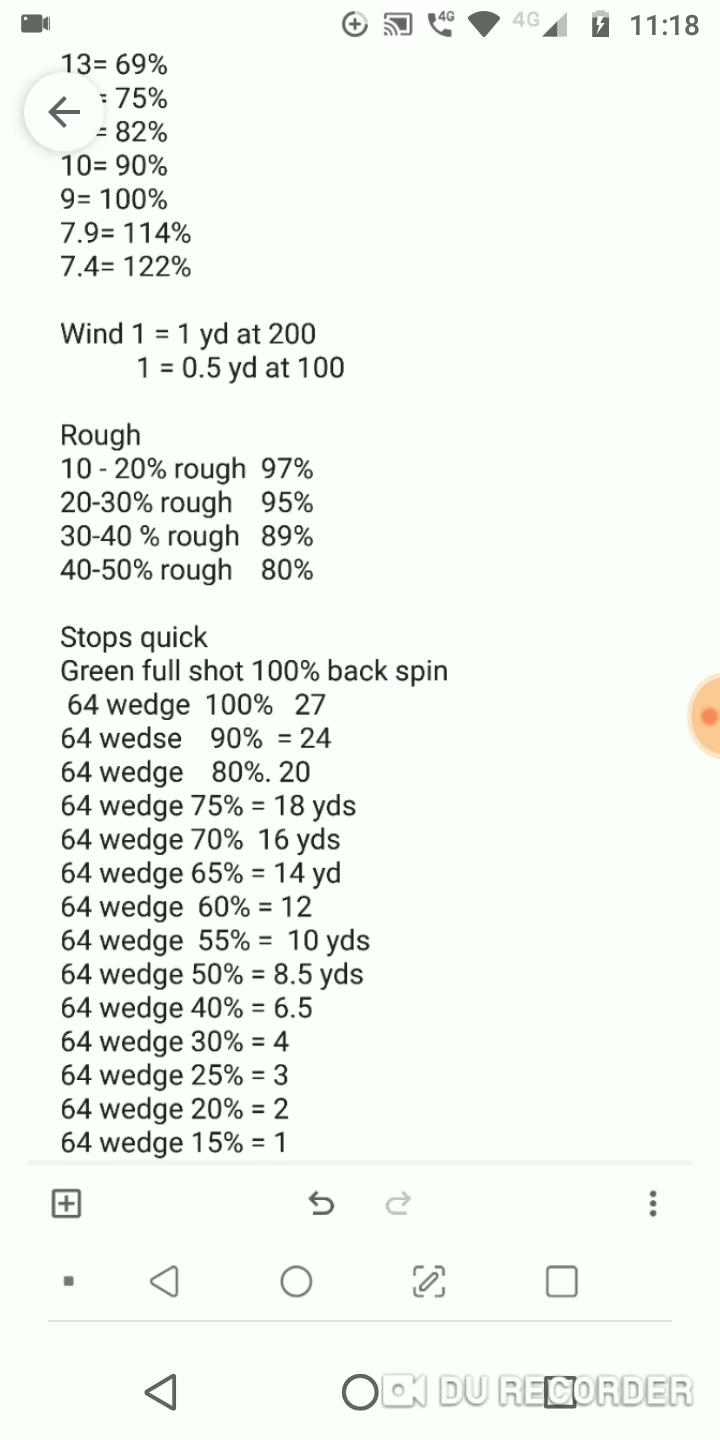 4G 4G 11:18
13= 69%
= 75%
= 82%
10= 90%
9= 100%
7.9= 114%
7.4= 122%
Wind 1 = 1 yd at 200
1 = 0.5 yd at 100
Rough
10 - 20% rough 97%
20-30% rough 95%
30-40 % rough 89%
40-50% rough 80%
Stops quick
Green full shot 100% back spin
64 wedge 100% 27
64 wedse 90% = 24
64 wedge 80%. 20
64 wedge 75% = 18 yds
64 wedge 70% 16 yds
64 wedge 65% = 14 yd
64 wedge 60% = 12
64 wedge 55% = 10 yds
64 wedge 50% = 8.5 yds
64 wedge 40% = 6.5
64 wedge 30% = 4
64 wedge 25% = 3
64 wedge 20% = 2
64 wedge 15% = 1
DU RECORDER